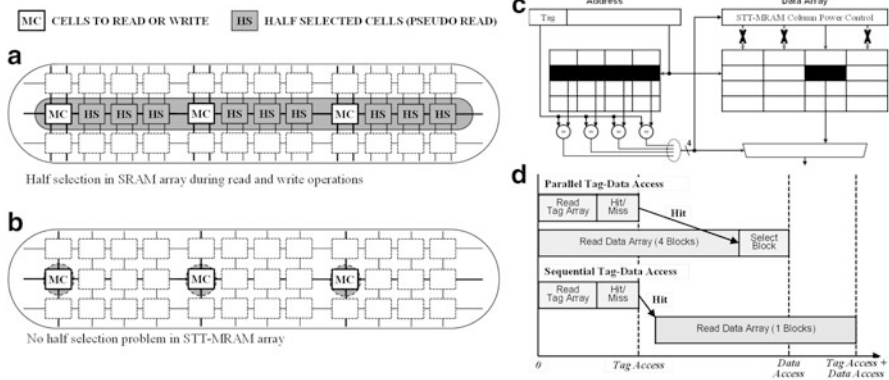 MC CELLS TO READ OR WRITE HS HALF SELECTED CELLS (PSEUDO READ)
a
MC HS HS HS MC HS HS HS MC HS HS HS
Half selection in SRAM array during read and write operations
b
MC MC MC
No half selection problem in STT-MRAM array
c
Address Data Array
Tag STT-MRAM Column Power Control
= = = =
4
d
Parallel Tag-Data Access
Read
Tag Array
Hit/
Miss
Hit
Read Data Array (4 Blocks)
Select
Block
Sequential Tag-Data Access
Read
Tag Array
Hit/
Miss
Hit
Read Data Array (1 Blocks)
0
Tag Access
Data
Access
Tag Access +
Data Access